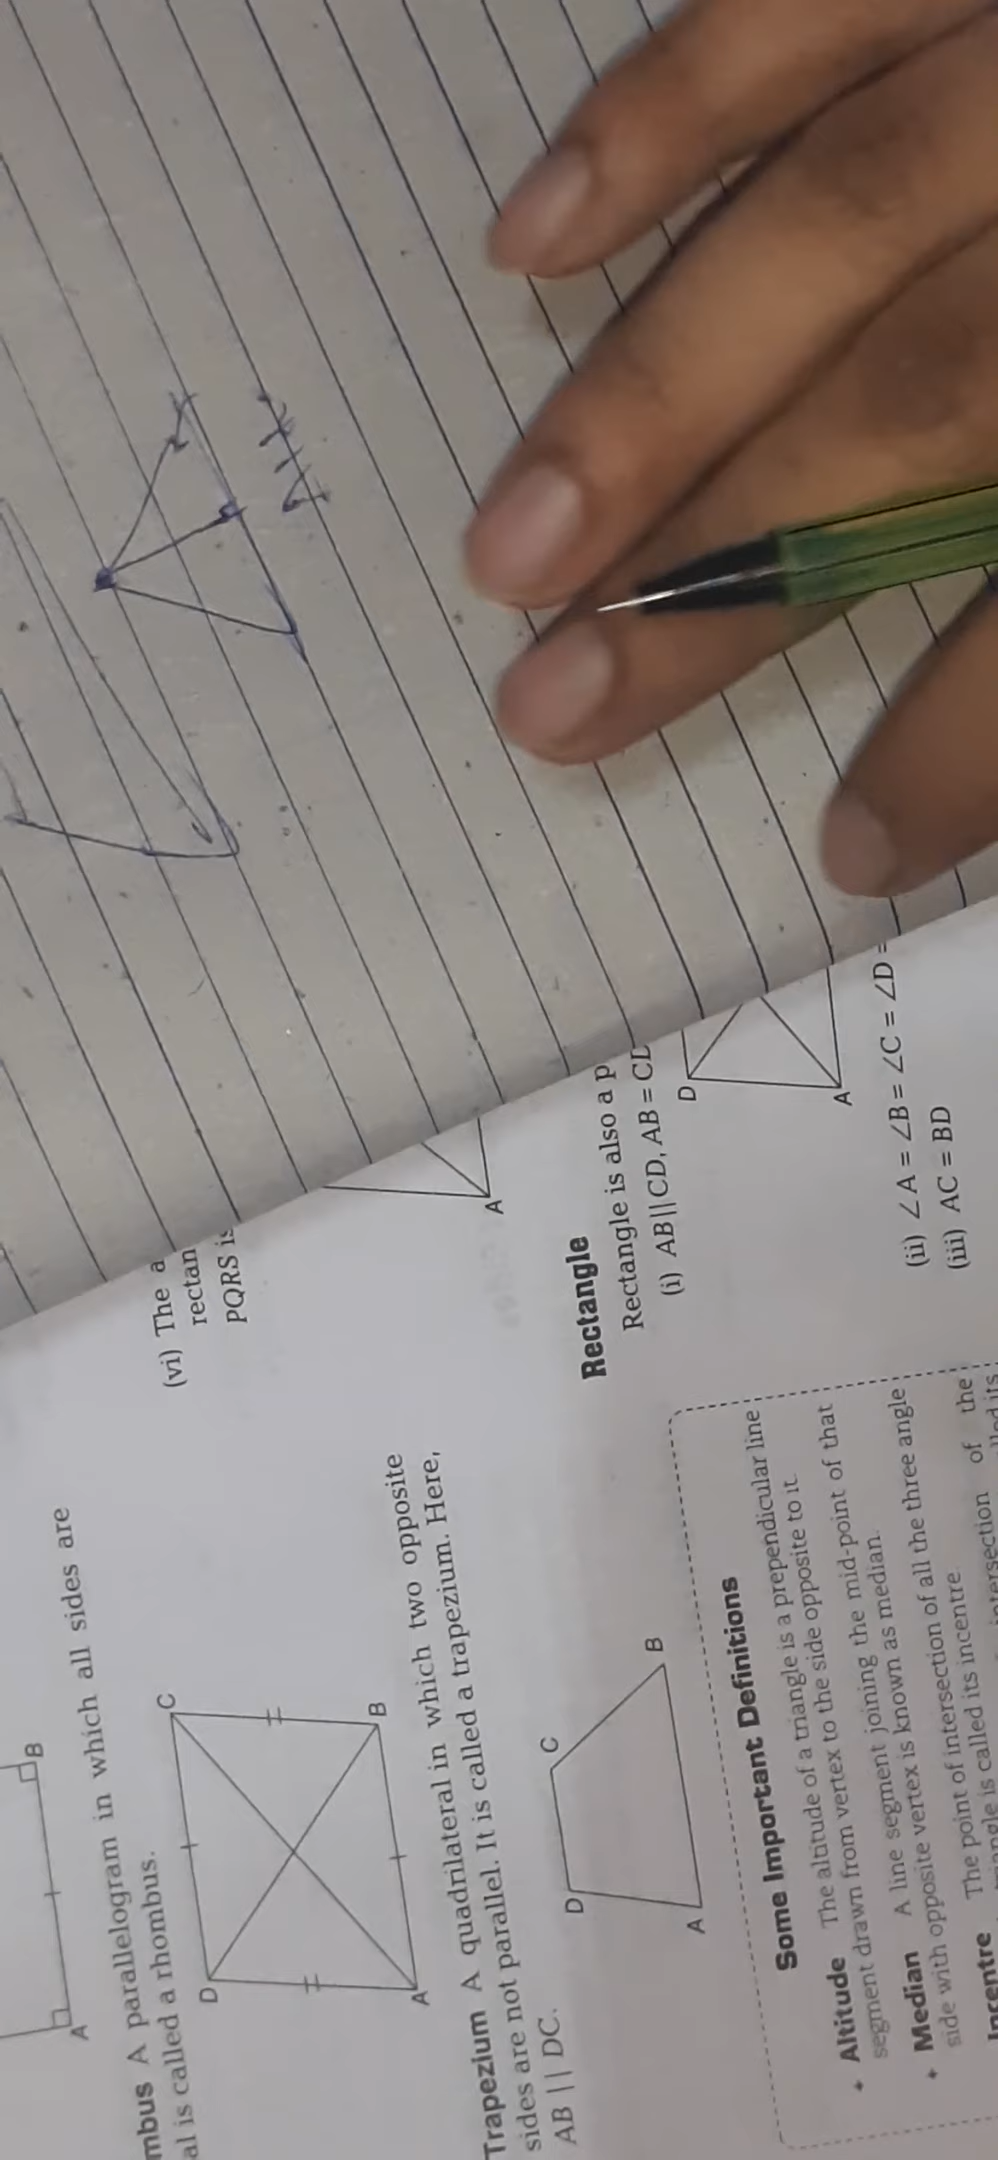 B
A
mbus A parallelogram in which all sides are
al is called a rhombus.
D
C
A
B
Trapezium A quadrilateral in which two opposite
sides are not parallel. It is called a trapezium. Here,
AB || DC.
D
C
A
B
Some Important Definitions
Altitude The altitude of a triangle is a prependicular line
segment drawn from vertex to the side opposite to it.
Median A line segment joining the mid-point of that
side with opposite vertex is known as median.
Incentre The point of intersection of all the three angle
triangle is called its incentre.
intersection of the
(vi) The a
rectan
PQRS is
A
Rectangle
Rectangle is also a p
(i) AB || CD, AB = CD
D
A
(ii) ∠A = ∠B = ∠C = ∠D =
(iii) AC = BD